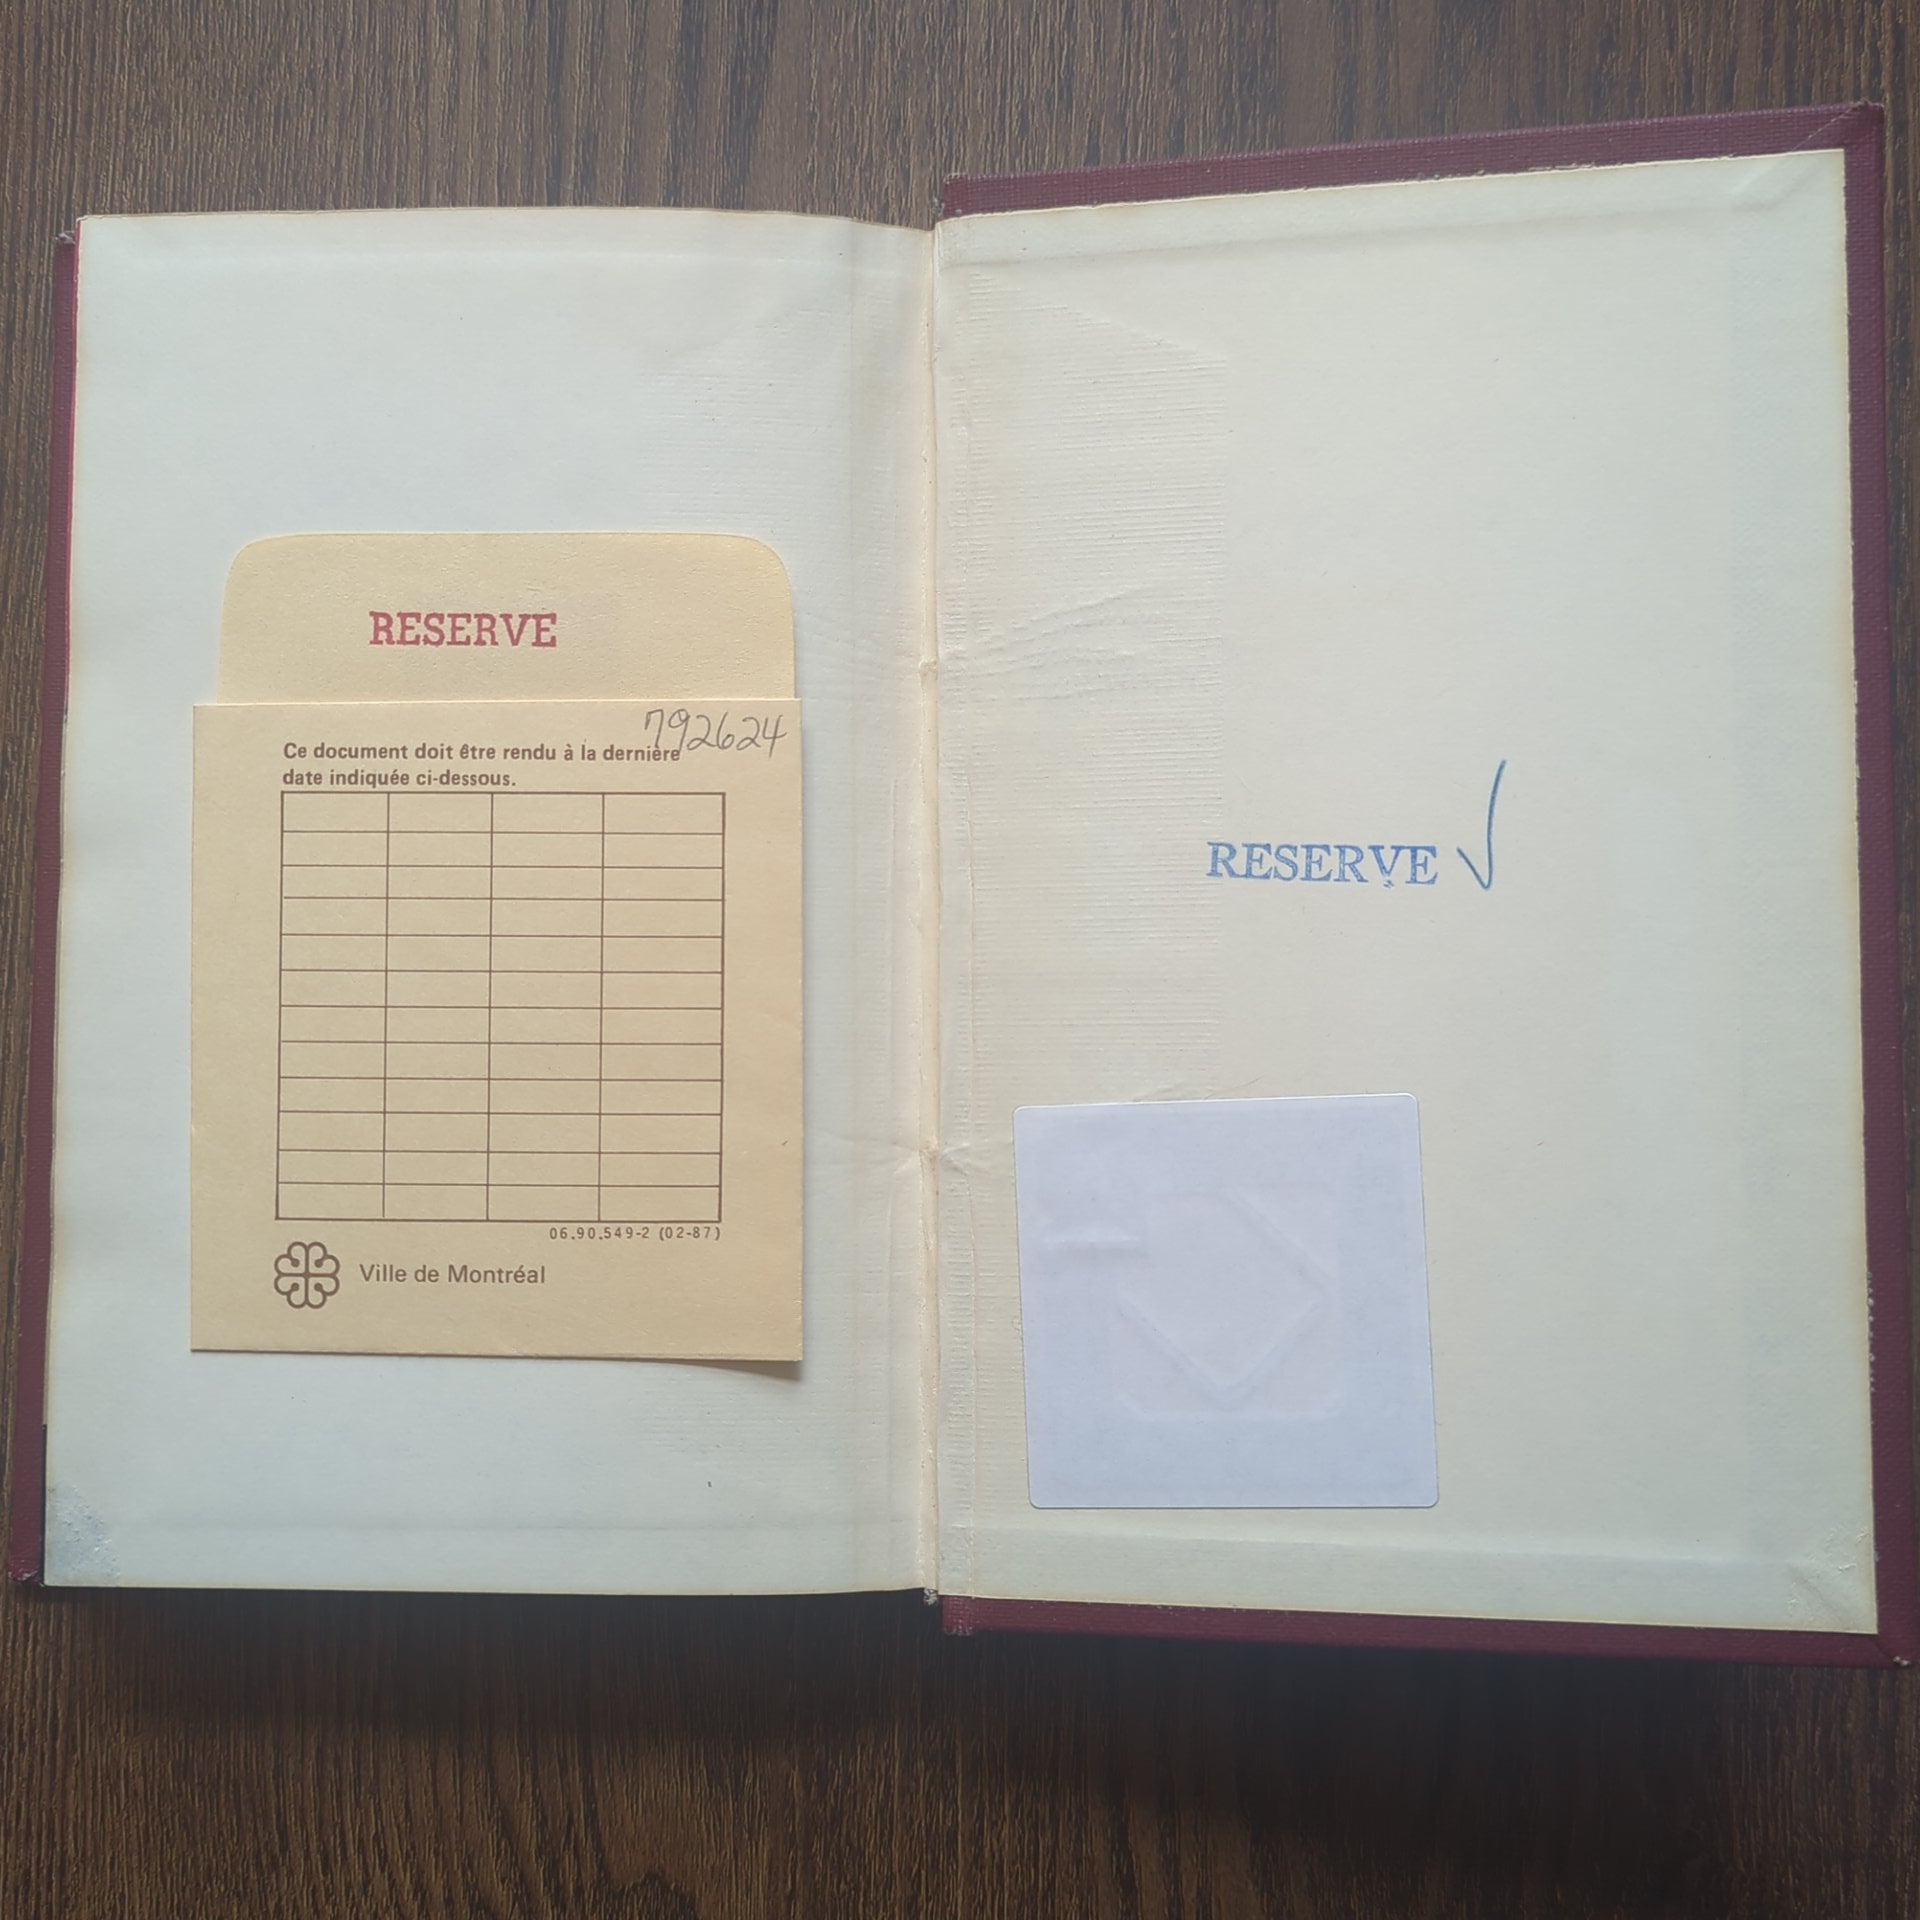 RESERVE
792624
Ce document doit être rendu à la dernière
date indiquée ci-dessous.
06.90.549-2 (02-87)
Ville de Montréal
RESERVE